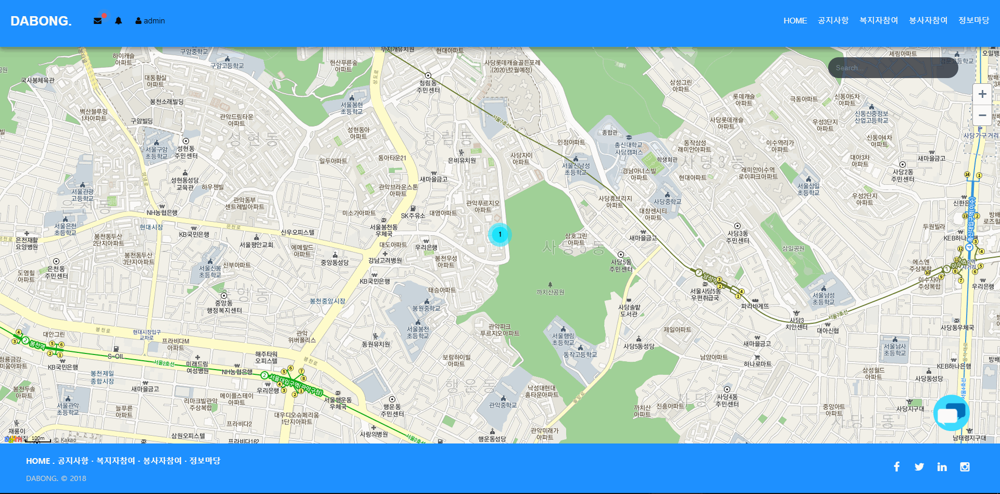 DABONG.
admin
HOME
공지사항
복지자참여
봉사자참여
정보마당
Search...
하이캐슬
아파트
구암중학교
구암고등학교
무지개유치원
현대아파트
현산푸른숲
아파트
사당롯데캐슬골든포레
(2020년2월예정)
세림아파트
경문고등학교
국사봉체육관
대동황실
아파트
봉천소래빌딩
벽산블루밍
1차아파트
구암빌딩
관악드림타운
아파트
성현동
서울봉현
초등학교
청림동
주민센터
청림동
삼성그린
아파트
롯데캐슬
아파트
극동아파트
신동아5차
아파트
신동신중정보
산업고등학교
우성3단지
아파트
사당롯데캐슬
아파트
신동아4차
아파트
사당가구거리
서울구암
초등학교
성현동
주민센터
성현동아
아파트
일두아파트
동아타운21
은비유치원
사당자이
아파트
인정아파트
종합관
총신대학교
사당캠퍼스
학생회관
동작삼성
래미안아파트
이수역리가
아파트
사당3동
대아3차
아파트
새마을금고
사당2동
주민센터
서울신남성
초등학교
경남아너스빌
아파트
현대아파트
래미안이수역
로이파크아파트
서울삼일
초등학교
우성2단지
아파트
성현동성당
교육관
하우젠빌
서울관광
고등학교
은천동
관악동부
센트레빌아파트
NH농협은행
현대시장
KB국민은행
은천로
서울은천
초등학교
은천재활
요양병원
봉천동두산
2단지아파트
봉천동두산
3단지아파트
새마을금고
관악브라운스톤
아파트
미소가아파트
SK주유소
대영아파트
관악푸르지오
아파트
신우오피스텔
서울평안교회
에메랄드
아파트
서울봉천동
우체국
대도아파트
우리은행
강남고려병원
봉천우성
아파트
1
사당휴브리지
아파트
사당중학교
대창센시티
아파트
새마을금고
삼호그린
아파트
사당5동
사당5동
주민센터
사당3동
주민센터
삼일공원
두원빌라
KEB하나은행
에스엔
주상복합
이수자이
주상복합
우리은행
은천동
주민센터
도영힐
아파트
서울신봉
초등학교
신부아파트
중앙동성당
KB국민은행
중앙동
중앙동
행정복지센터
봉천중앙시장
태승아파트
봉원중학교
까치산공원
남성역
서울사당5동
우편취급국
파리바게뜨
서울남성
초등학교
사당솔밭
도서관
사당3
치안센터
대아신협
서울7호선
사당동우체국
봉천역
대안그린
봉천로
현대시장입구
교차로
프라비다M
아파트
관악
위버폴리스
서울봉천
초등학교
동원유치원
관악파크
푸르지오아파트
서울행림
초등학교
동작고등학교
사당5동성당
제일아파트
새마을금고
남양아파트
하나로마트
서울남사
초등학교
KEB하나은행
삼성월드
아파트
사당동성당
S-OIL
서울2호선
해주타워
오피스텔
미래드림
여성병원
NH농협은행
KB국민은행
봉천제일
종합시장
새마을금고
우리은행
서울대입구역(관악구청)
서울행운동
우체국
보람하이빌
아파트
행운동
행운동
주민센터
관악중학교
낙성대현대
홈타운아파트
까치산
아파트
진흥아파트
사당4동
주민센터
중앙아트
아파트
사당1동
사당지구대
남태령지구대
봉천두솔
아파트
서울관악
초등학교
늘푸른
아파트
리마크빌관악
주상복합
메이플스테이
아파트
대우디오슈페리움
1단지아파트
프라비다2
삼원오피스텔
프라비다162
사랑의병원
행운동성당
관악미래가
아파트
재롱이
100m
© Kakao
HOME . 공지사항 · 복지자참여 · 봉사자참여 · 정보마당
DABONG. © 2018